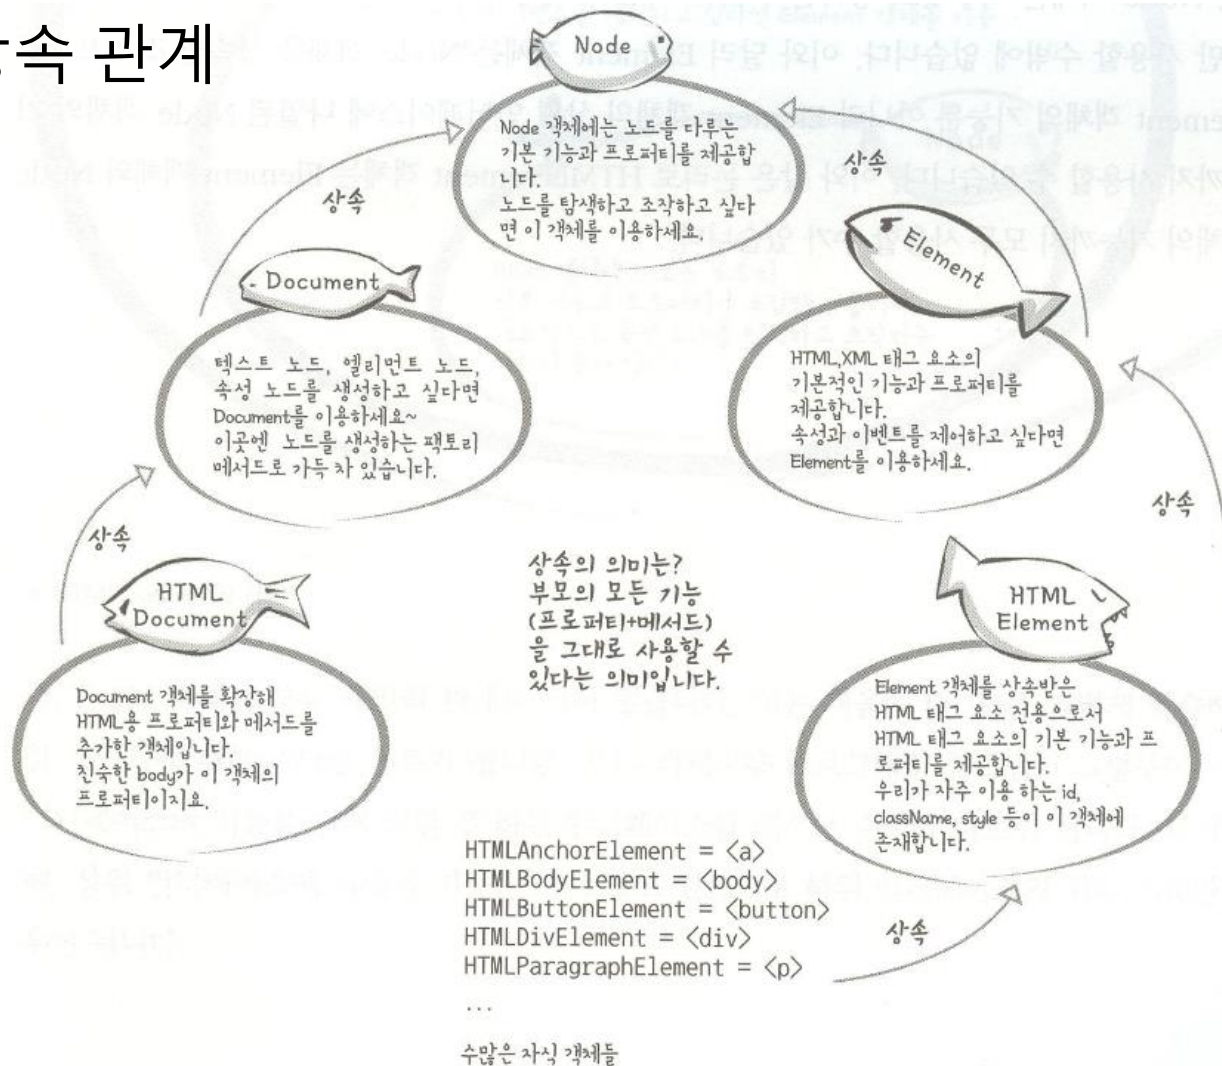 속 관계
Node
Node 객체에는 노드를 다루는
기본 기능과 프로퍼티를 제공합
니다.
노드를 탐색하고 조작하고 싶다
면 이 객체를 이용하세요.
상속
상속
Document
텍스트 노드, 엘리먼트 노드,
속성 노드를 생성하고 싶다면
Document를 이용하세요~
이곳엔 노드를 생성하는 팩토리
메서드로 가득 차 있습니다.
Element
HTML,XML 태그 요소의
기본적인 기능과 프로퍼티를
제공합니다.
속성과 이벤트를 제어하고 싶다면
Element를 이용하세요.
상속
상속
HTML
Document
Document 객체를 확장해
HTML용 프로퍼티와 메서드를
추가한 객체입니다.
친숙한 body가 이 객체의
프로퍼티이지요.
상속의 의미는?
부모의 모든 기능
(프로퍼티+메서드)
을 그대로 사용할 수
있다는 의미입니다.
HTML
Element
Element 객체를 상속받은
HTML 태그 요소 전용으로서
HTML 태그 요소의 기본 기능과 프
로퍼티를 제공합니다.
우리가 자주 이용 하는 id,
className, style 등이 이 객체에
존재합니다.
HTMLAnchorElement = <a>
HTMLBodyElement = <body>
HTMLButtonElement = <button>
HTMLDivElement = <div>
HTMLParagraphElement = <p>
...
수많은 자식 객체들
상속